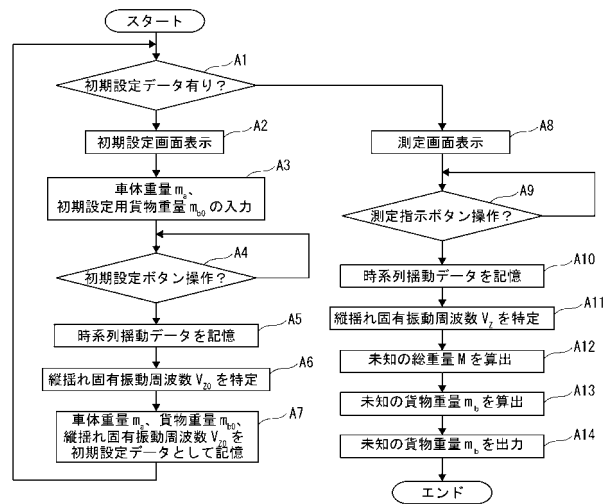 スタート
A1
初期設定データ有り?
A2
初期設定画面表示
A3
車体重量 ma、
初期設定用貨物重量 mb0 の入力
A4
初期設定ボタン操作?
A5
時系列揺動データを記憶
A6
縦揺れ固有振動周波数 VZ0 を特定
A7
車体重量 ma、貨物重量 mb0、
縦揺れ固有振動周波数 VZ0 を
初期設定データとして記憶
A8
測定画面表示
A9
測定指示ボタン操作?
A10
時系列揺動データを記憶
A11
縦揺れ固有振動周波数 VZ を特定
A12
未知の総重量 M を算出
A13
未知の貨物重量 mb を算出
A14
未知の貨物重量 mb を出力
エンド